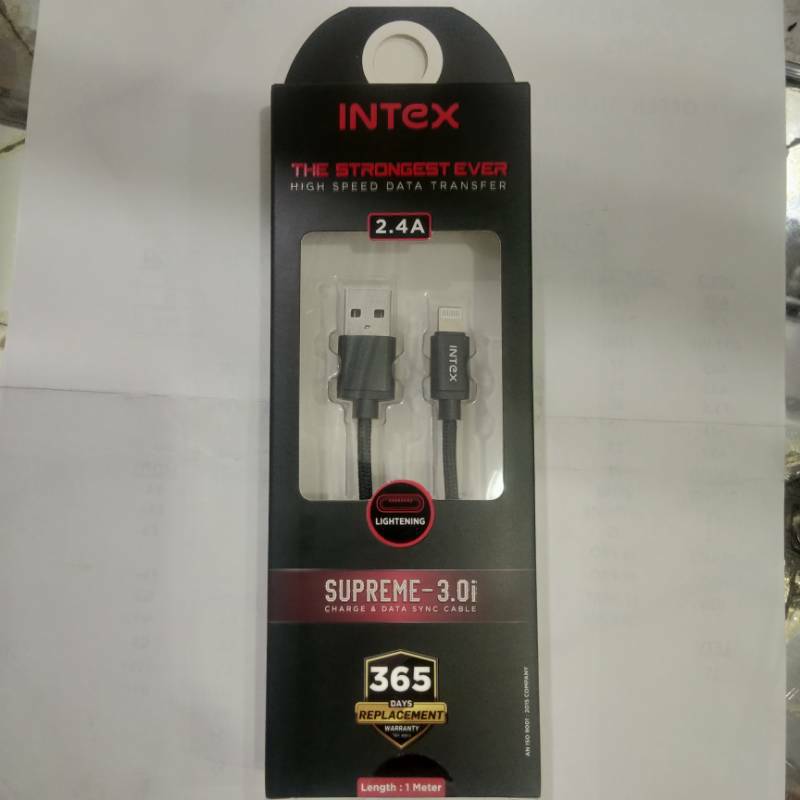 INTEX
THE STRONGEST EVER
HIGH SPEED DATA TRANSFER
2.4A
INTEX
LIGHTENING
SUPREME-3.0i
CHARGE & DATA SYNC CABLE
365
DAYS
REPLACEMENT
WARRANTY
AN ISO 9001 : 2015 COMPANY
Length : 1 Meter